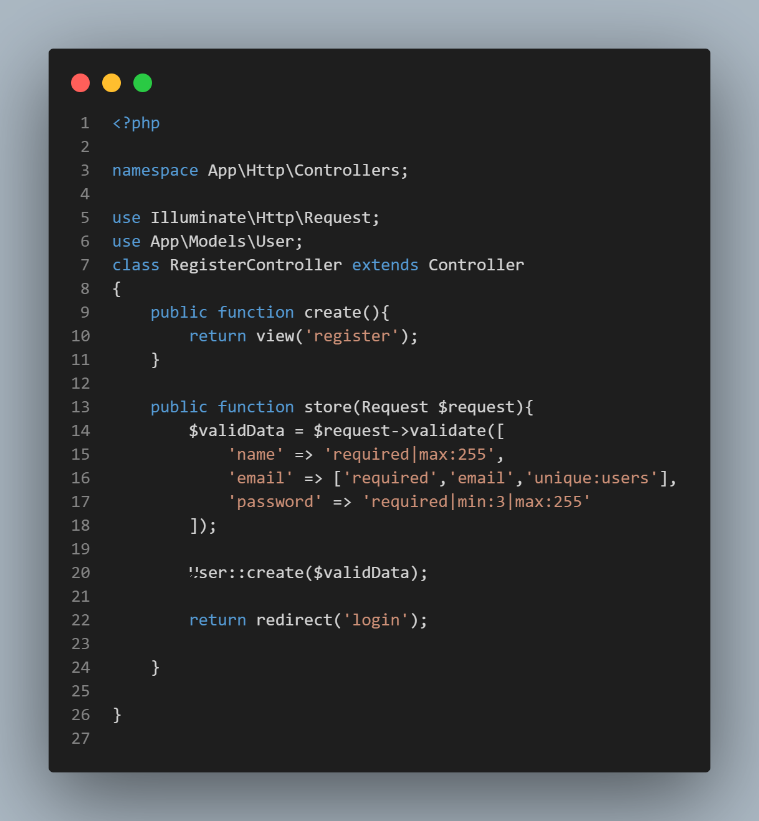 1 <?php
2
3 namespace App\Http\Controllers;
4
5 use Illuminate\Http\Request;
6 use App\Models\User;
7 class RegisterController extends Controller
8 {
9     public function create(){
10         return view('register');
11     }
12
13     public function store(Request $request){
14         $validData = $request->validate([
15             'name' => 'required|max:255',
16             'email' => ['required','email','unique:users'],
17             'password' => 'required|min:3|max:255'
18         ]);
19
20         User::create($validData);
21
22         return redirect('login');
23
24     }
25
26 }
27